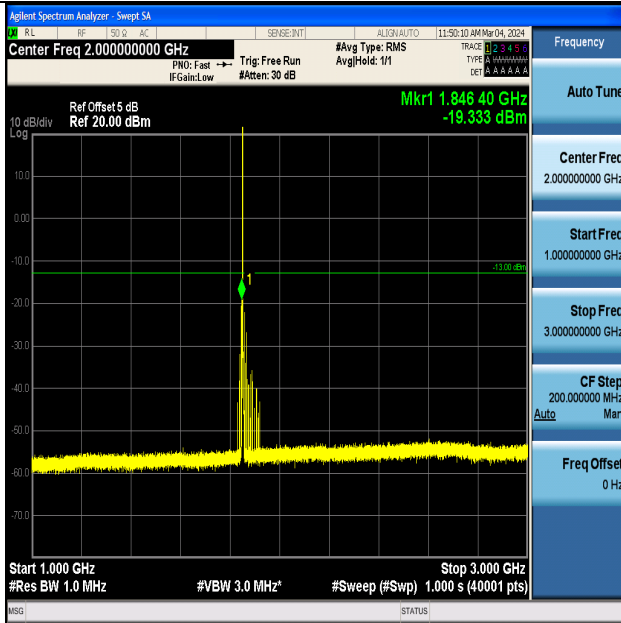 Agilent Spectrum Analyzer - Swept SA
RL RF 50 Ω AC SENSE:INT ALIGN AUTO 11:50:10 AM Mar 04, 2024
Center Freq 2.000000000 GHz
#Avg Type: RMS
TRACE 1 2 3 4 5 6
PNO: Fast
Trig: Free Run
Avg|Hold: 1/1
TYPE A
IFGain:Low
#Atten: 30 dB
DET A A A A A A
Frequency
Auto Tune
Mkr1 1.846 40 GHz
-19.333 dBm
Ref Offset 5 dB
10 dB/div Ref 20.00 dBm
Log
10.0
0.00
-10.0
-13.00 dBm
1
-20.0
-30.0
-40.0
-50.0
-60.0
-70.0
Center Freq
2.000000000 GHz
Start Freq
1.000000000 GHz
Stop Freq
3.000000000 GHz
CF Step
200.000000 MHz
Auto Man
Freq Offset
0 Hz
Start 1.000 GHz Stop 3.000 GHz
#Res BW 1.0 MHz #VBW 3.0 MHz* #Sweep (#Swp) 1.000 s (40001 pts)
MSG STATUS